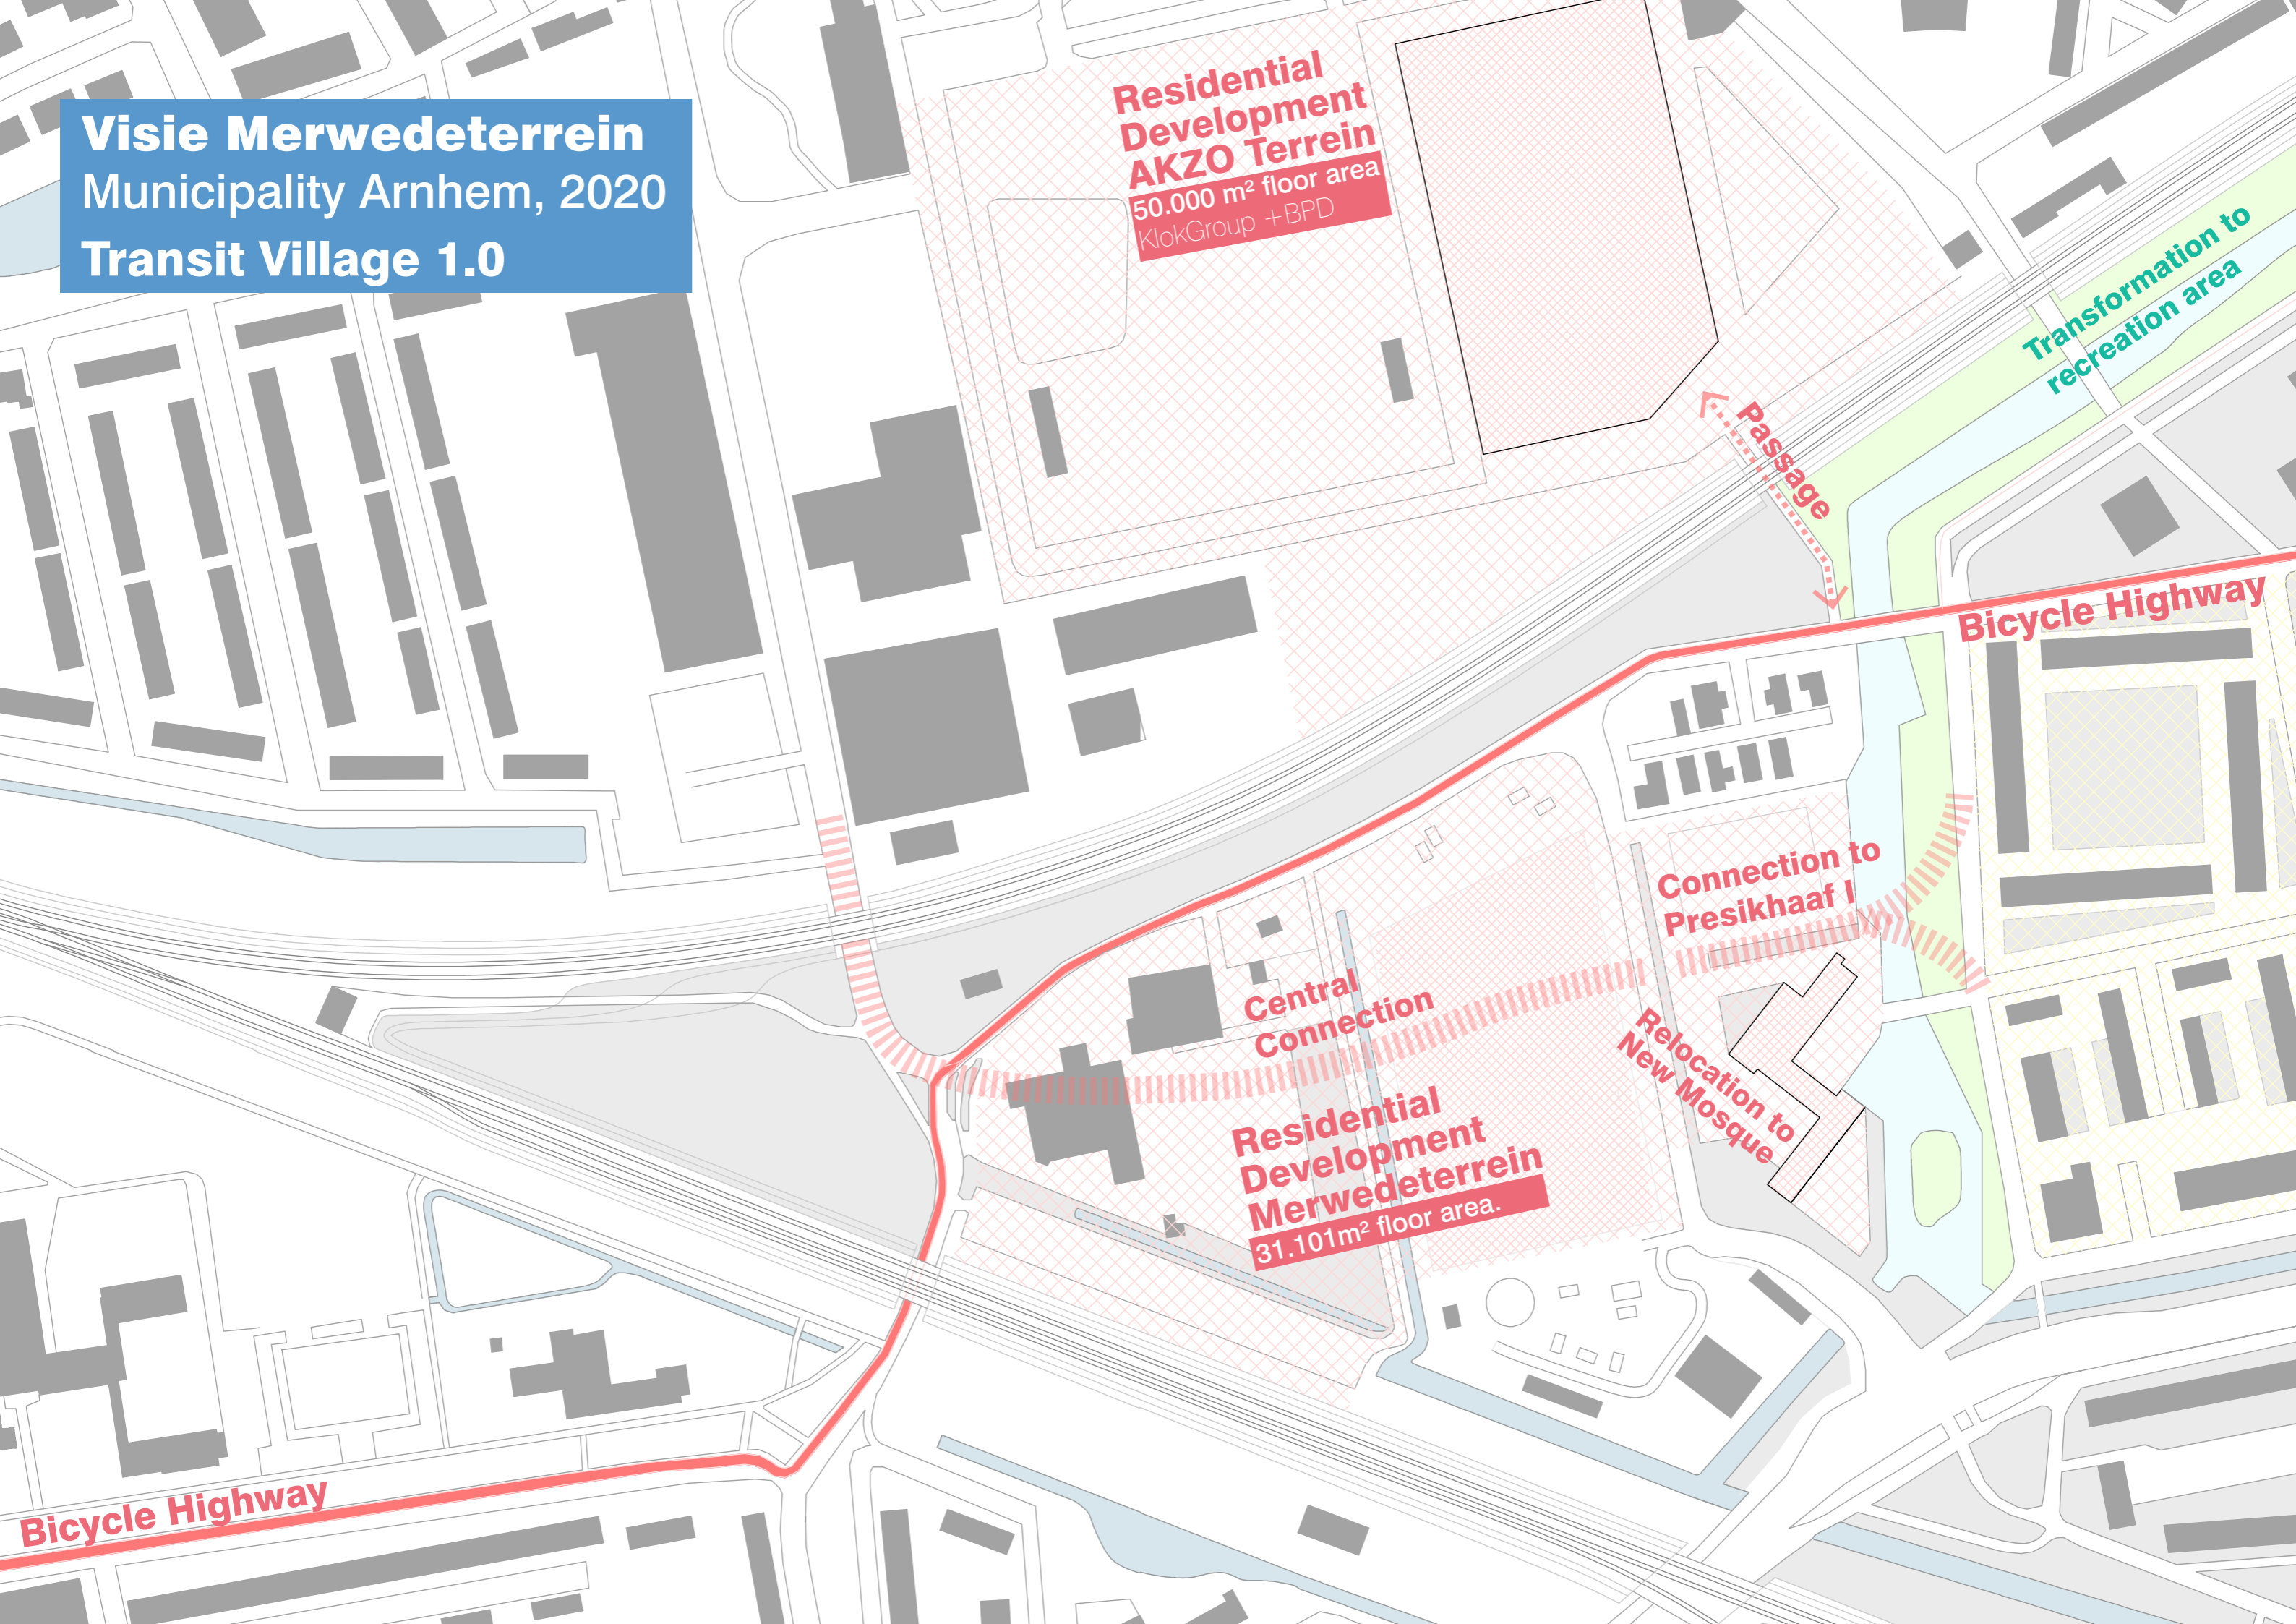 Visie Merwedeterrein
Municipality Arnhem, 2020
Transit Village 1.0
Residential
Development
AKZO Terrein
50.000 m² floor area
KlokGroup +BPD
Transformation to
recreation area
Passage
Bicycle Highway
Connection to
Presikhaaf I
Central
Connection
Relocation to
New Mosque
Residential
Development
Merwedeterrein
31.101m² floor area.
Bicycle Highway